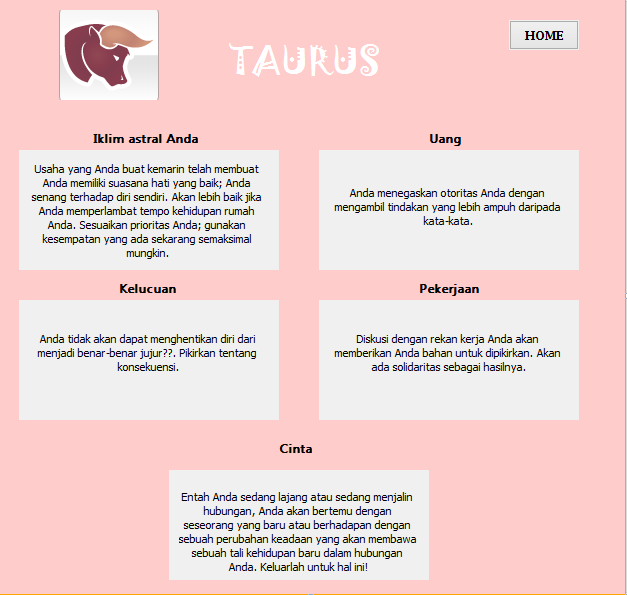 TAURUS
HOME
Iklim astral Anda
Usaha yang Anda buat kemarin telah membuat
Anda memiliki suasana hati yang baik; Anda
senang terhadap diri sendiri. Akan lebih baik jika
Anda memperlambat tempo kehidupan rumah
Anda. Sesuaikan prioritas Anda; gunakan
kesempatan yang ada sekarang semaksimal
mungkin.
Uang
Anda menegaskan otoritas Anda dengan
mengambil tindakan yang lebih ampuh daripada
kata-kata.
Kelucuan
Anda tidak akan dapat menghentikan diri dari
menjadi benar-benar jujur??. Pikirkan tentang
konsekuensi.
Pekerjaan
Diskusi dengan rekan kerja Anda akan
memberikan Anda bahan untuk dipikirkan. Akan
ada solidaritas sebagai hasilnya.
Cinta
Entah Anda sedang lajang atau sedang menjalin
hubungan, Anda akan bertemu dengan
seseorang yang baru atau berhadapan dengan
sebuah perubahan keadaan yang akan membawa
sebuah tali kehidupan baru dalam hubungan
Anda. Keluarlah untuk hal ini!